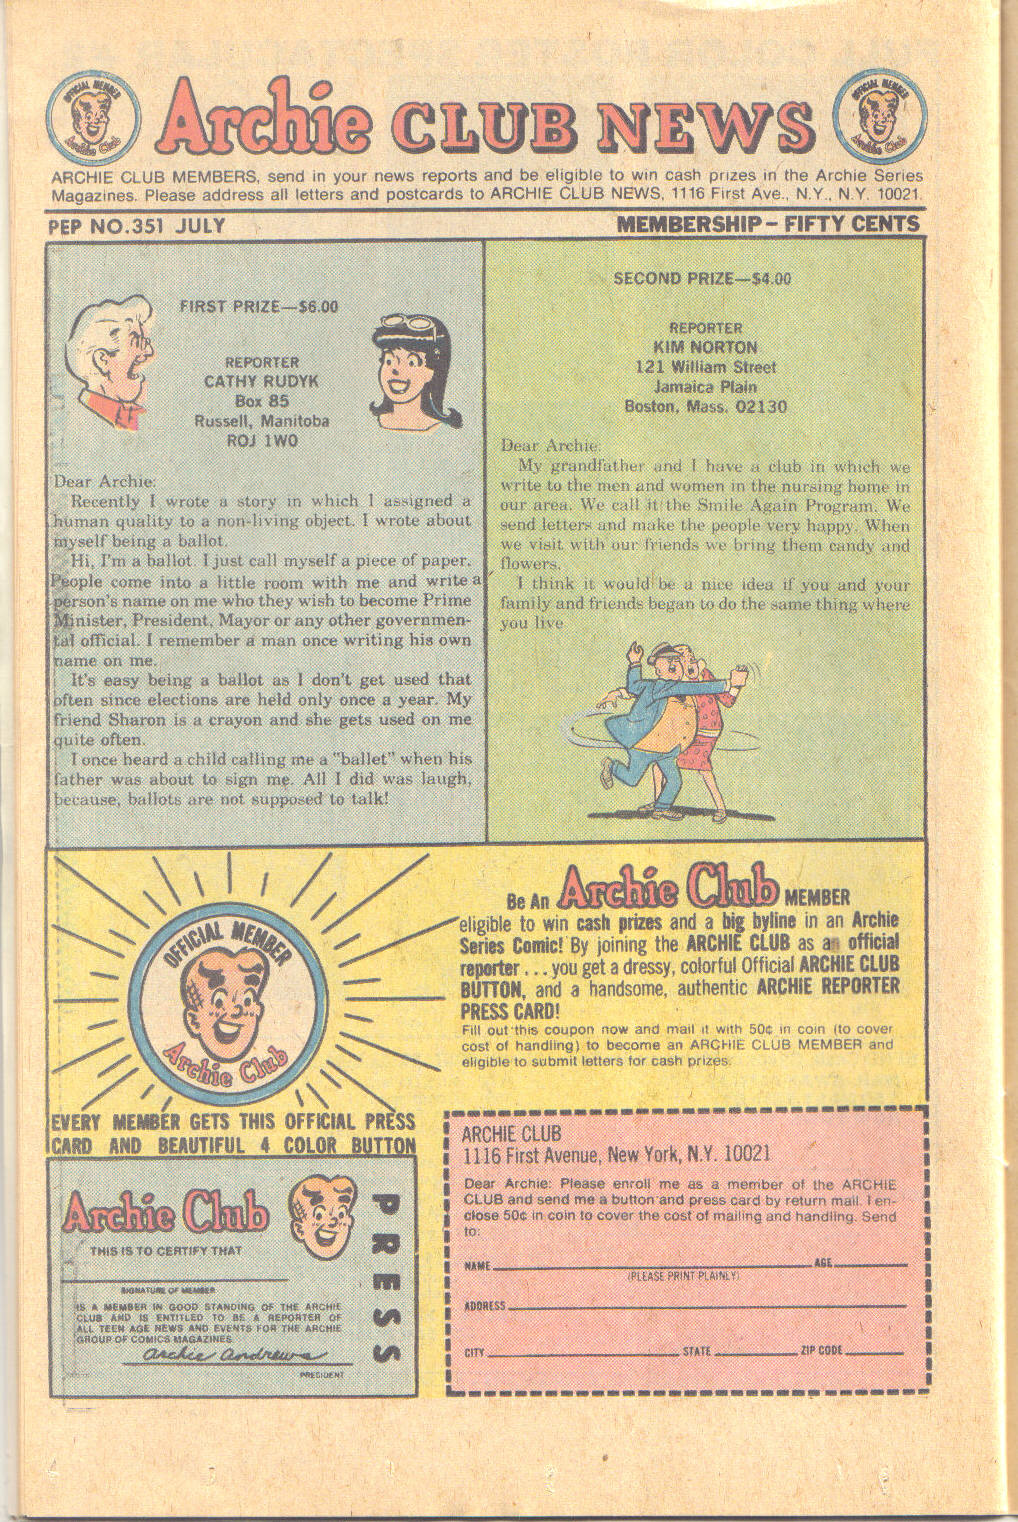 OFFICIAL MEMBER
Archie Club
Archie CLUB NEWS
OFFICIAL MEMBER
Archie Club
ARCHIE CLUB MEMBERS, send in your news reports and be eligible to win cash prizes in the Archie Series
Magazines. Please address all letters and postcards to ARCHIE CLUB NEWS, 1116 First Ave., N.Y., N.Y. 10021.
PEP NO.351 JULY
MEMBERSHIP – FIFTY CENTS
FIRST PRIZE—$6.00
REPORTER
CATHY RUDYK
Box 85
Russell, Manitoba
ROJ 1WO
Dear Archie:
Recently I wrote a story in which I assigned a
human quality to a non-living object. I wrote about
myself being a ballot.
Hi, I'm a ballot. I just call myself a piece of paper.
People come into a little room with me and write a
person's name on me who they wish to become Prime
Minister, President, Mayor or any other governmen-
tal official. I remember a man once writing his own
name on me.
It's easy being a ballot as I don't get used that
often since elections are held only once a year. My
friend Sharon is a crayon and she gets used on me
quite often.
I once heard a child calling me a "ballet" when his
father was about to sign me. All I did was laugh,
because, ballots are not supposed to talk!
SECOND PRIZE—$4.00
REPORTER
KIM NORTON
121 William Street
Jamaica Plain
Boston, Mass. 02130
Dear Archie:
My grandfather and I have a club in which we
write to the men and women in the nursing home in
our area. We call it the Smile Again Program. We
send letters and make the people very happy. When
we visit with our friends we bring them candy and
flowers.
I think it would be a nice idea if you and your
family and friends began to do the same thing where
you live
OFFICIAL MEMBER
Archie Club
EVERY MEMBER GETS THIS OFFICIAL PRESS
CARD AND BEAUTIFUL 4 COLOR BUTTON
Be An Archie Club MEMBER
eligible to win cash prizes and a big byline in an Archie
Series Comic! By joining the ARCHIE CLUB as an official
reporter . . . you get a dressy, colorful Official ARCHIE CLUB
BUTTON, and a handsome, authentic ARCHIE REPORTER
PRESS CARD!
Fill out this coupon now and mail it with 50¢ in coin (to cover
cost of handling) to become an ARCHIE CLUB MEMBER and
eligible to submit letters for cash prizes.
Archie Club
PRESS
THIS IS TO CERTIFY THAT
SIGNATURE OF MEMBER
IS A MEMBER IN GOOD STANDING OF THE ARCHIE
CLUB AND IS ENTITLED TO BE A REPORTER OF
ALL TEEN AGE NEWS AND EVENTS FOR THE ARCHIE
GROUP OF COMICS MAGAZINES
Archie Andrews
PRESIDENT
ARCHIE CLUB
1116 First Avenue, New York, N.Y. 10021
Dear Archie: Please enroll me as a member of the ARCHIE
CLUB and send me a button and press card by return mail. I en-
close 50¢ in coin to cover the cost of mailing and handling. Send
to:
NAME AGE
(PLEASE PRINT PLAINLY)
ADDRESS
CITY STATE ZIP CODE